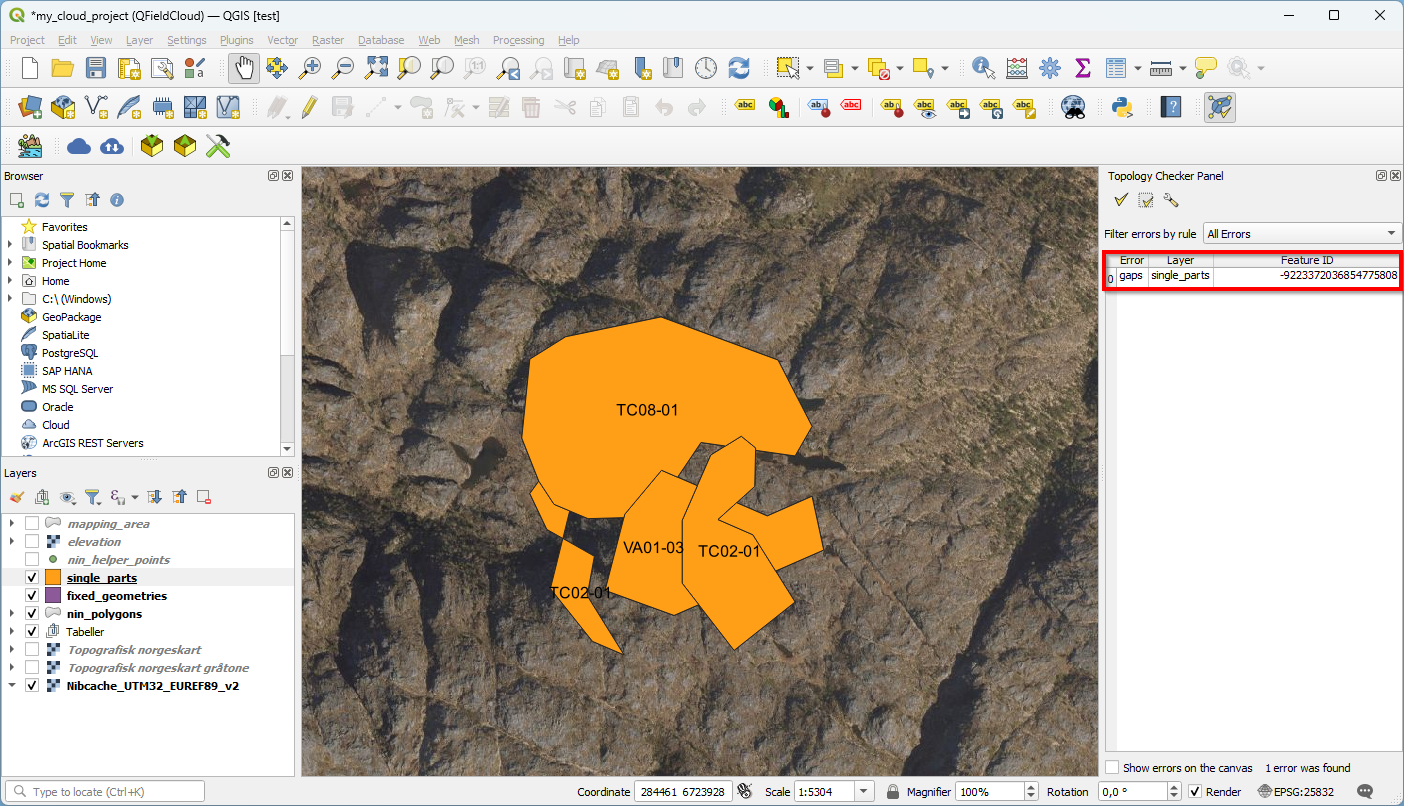 *my_cloud_project (QFieldCloud) — QGIS [test]
Project Edit View Layer Settings Plugins Vector Raster Database Web Mesh Processing Help
Browser
Favorites
Spatial Bookmarks
Project Home
Home
C:\ (Windows)
GeoPackage
SpatiaLite
PostgreSQL
SAP HANA
MS SQL Server
Oracle
Cloud
ArcGIS REST Servers
Layers
mapping_area
elevation
nin_helper_points
single_parts
fixed_geometries
nin_polygons
Tabeller
Topografisk norgeskart
Topografisk norgeskart gråtone
Nibcache_UTM32_EUREF89_v2
TC08-01
VA01-03
TC02-01
TC02-01
Topology Checker Panel
Filter errors by rule All Errors
Error Layer Feature ID
0 gaps single_parts -9223372036854775808
Show errors on the canvas 1 error was found
Type to locate (Ctrl+K) Coordinate 284461 6723928 Scale 1:5304 Magnifier 100% Rotation 0,0 ° Render EPSG:25832